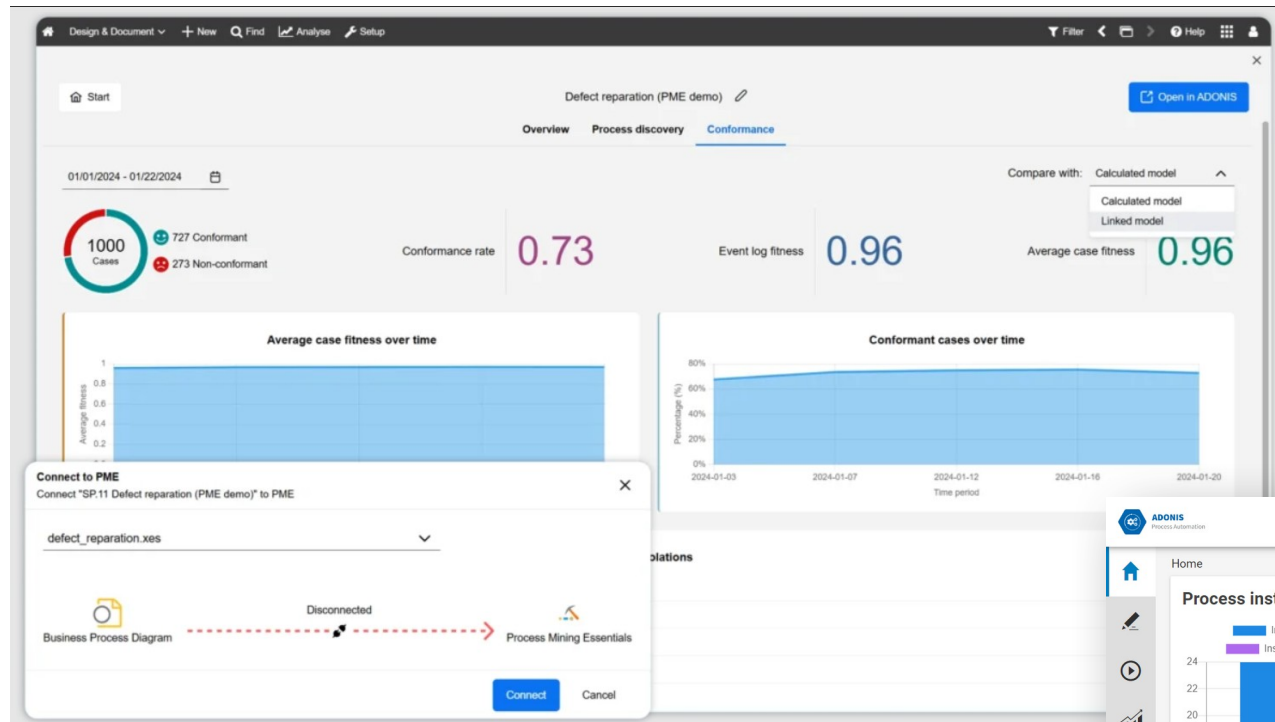 Design & Document
New
Find
Analyse
Setup
Filter
Help
Start
Defect reparation (PME demo)
Open in ADONIS
Overview
Process discovery
Conformance
01/01/2024 - 01/22/2024
Compare with:
Calculated model
Calculated model
Linked model
1000
Cases
727 Conformant
273 Non-conformant
Conformance rate
0.73
Event log fitness
0.96
Average case fitness
0.96
Average case fitness over time
1
0.8
0.6
0.4
0.2
Average fitness
Conformant cases over time
80%
60%
40%
20%
0%
Percentage (%)
2024-01-03
2024-01-07
2024-01-12
2024-01-16
2024-01-20
Time period
Connect to PME
Connect "SP.11 Defect reparation (PME demo)" to PME
defect_reparation.xes
Disconnected
Business Process Diagram
Process Mining Essentials
Connect
Cancel
ADONIS
Process Automation
Home
Process inst
24
22
20